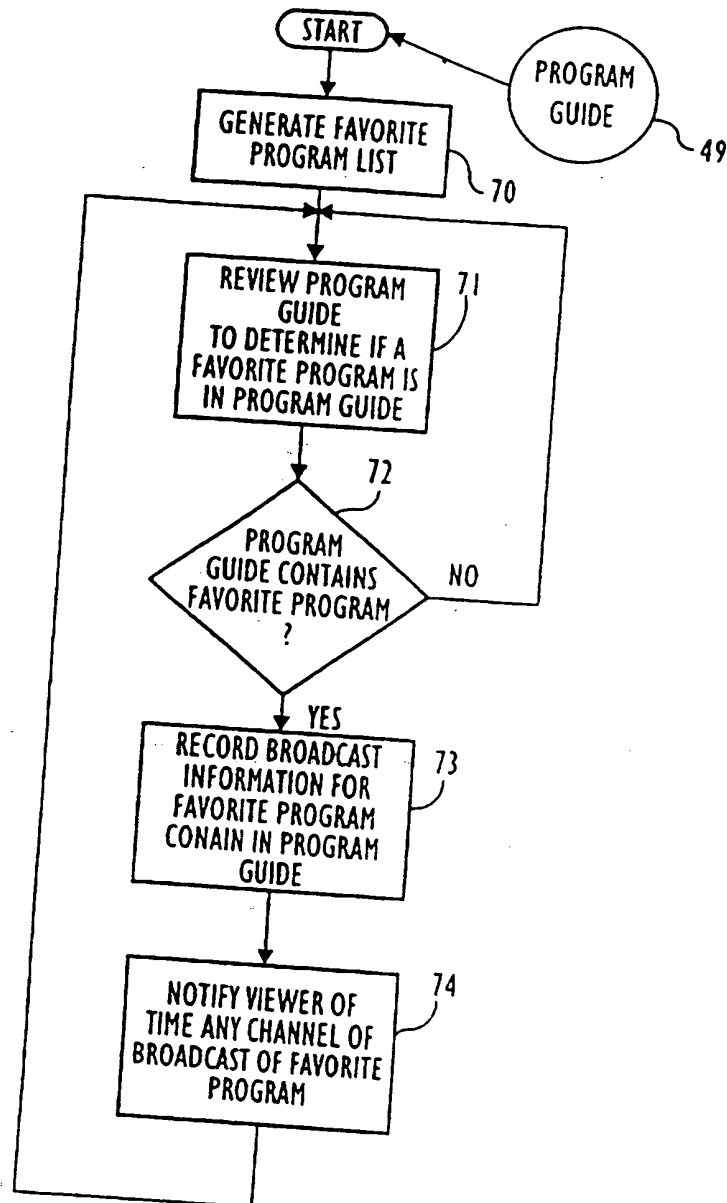 START
PROGRAM
GUIDE
49
GENERATE FAVORITE
PROGRAM LIST
70
REVIEW PROGRAM
GUIDE
TO DETERMINE IF A
FAVORITE PROGRAM IS
IN PROGRAM GUIDE
71
72
PROGRAM
GUIDE CONTAINS
FAVORITE PROGRAM
?
NO
YES
RECORD BROADCAST
INFORMATION FOR
FAVORITE PROGRAM
CONAIN IN PROGRAM
GUIDE
73
NOTIFY VIEWER OF
TIME ANY CHANNEL OF
BROADCAST OF FAVORITE
PROGRAM
74